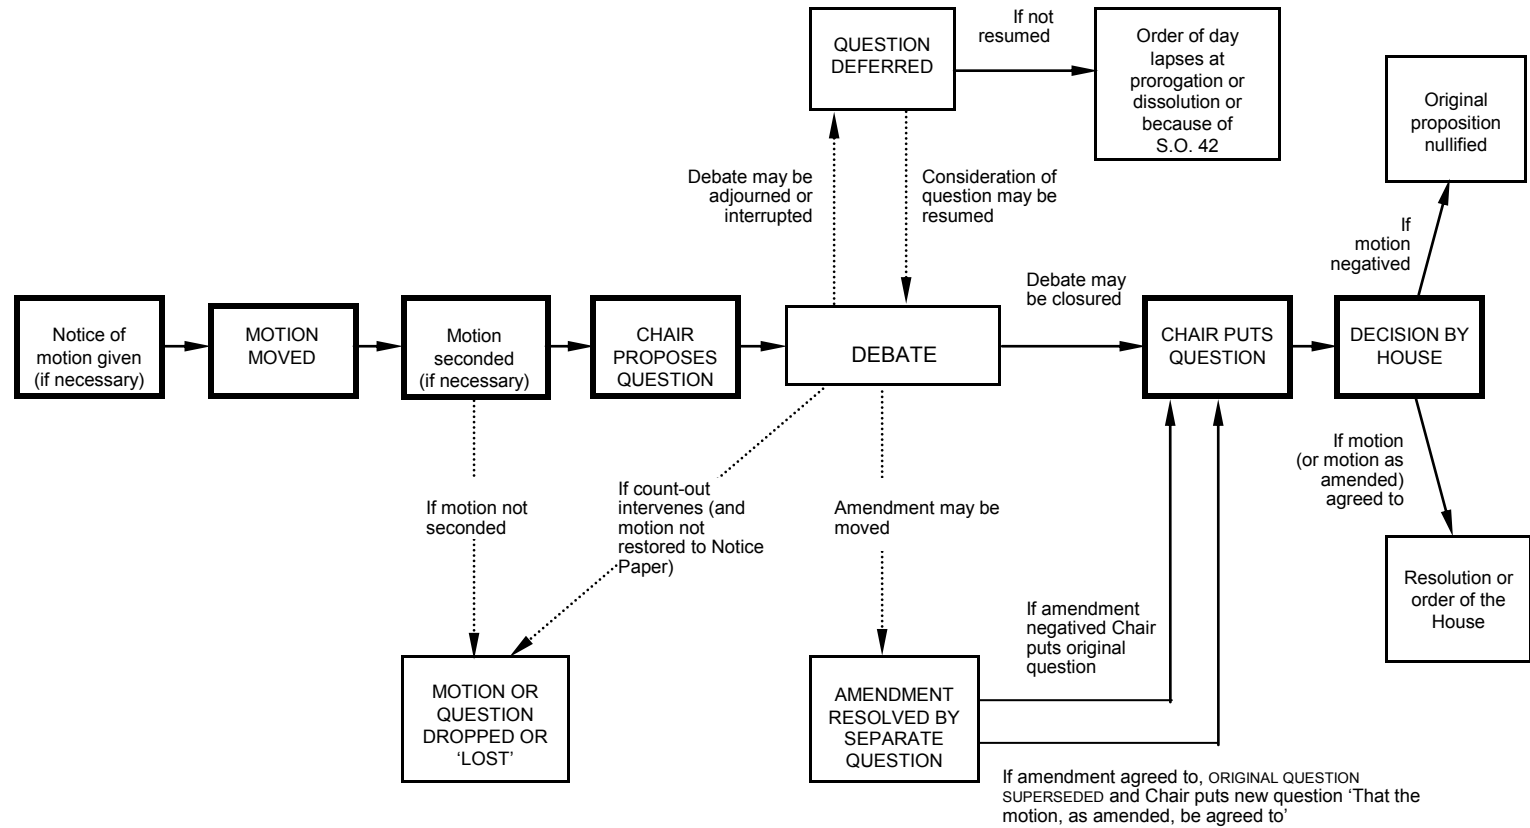 If not
resumed
QUESTION
DEFERRED
Order of day
lapses at
prorogation or
dissolution or
because of
S.O. 42
Original
proposition
nullified
Debate may be
adjourned or
interrupted
Consideration of
question may be
resumed
If
motion
negatived
Debate may
be closured
Notice of
motion given
(if necessary)
MOTION
MOVED
Motion
seconded
(if necessary)
CHAIR
PROPOSES
QUESTION
DEBATE
CHAIR PUTS
QUESTION
DECISION BY
HOUSE
If motion
(or motion as
amended)
agreed to
If motion not
seconded
If count-out
intervenes (and
motion not
restored to Notice
Paper)
Amendment may be
moved
If amendment
negatived Chair
puts original
question
Resolution or
order of the
House
MOTION OR
QUESTION
DROPPED OR
‘LOST’
AMENDMENT
RESOLVED BY
SEPARATE
QUESTION
If amendment agreed to, ORIGINAL QUESTION
SUPERSEDED and Chair puts new question ‘That the
motion, as amended, be agreed to’